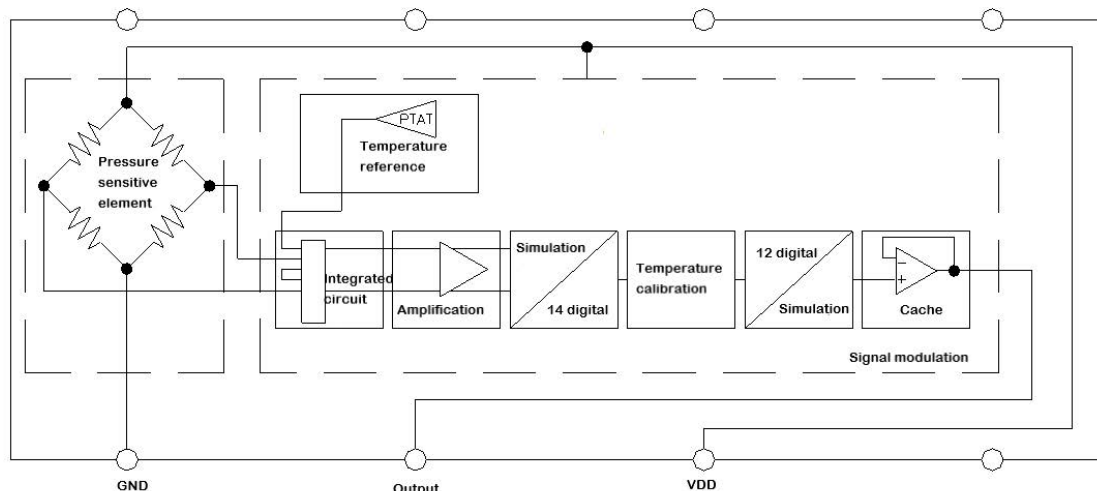 PTAT
Temperature
reference
Pressure
sensitive
element
Integrated
circuit
Amplification
Simulation
14 digital
Temperature
calibration
12 digital
Simulation
−
+
Cache
Signal modulation
GND
Output
VDD